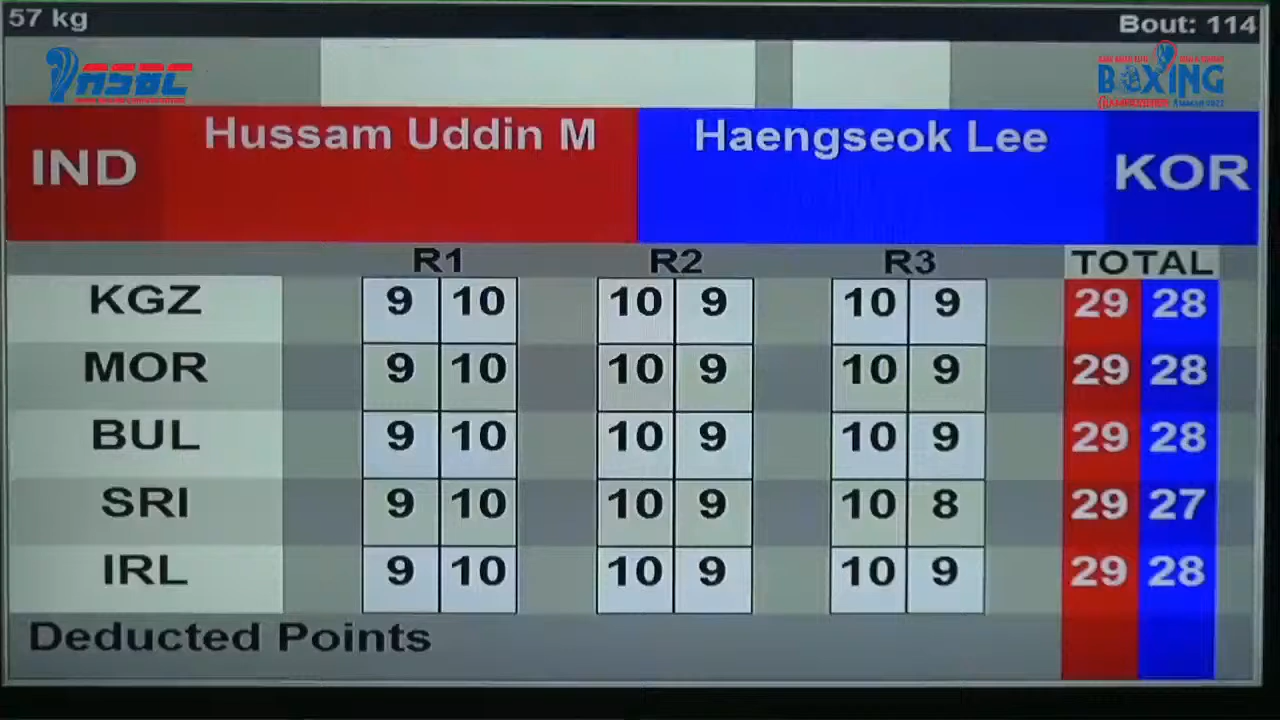 57 kg Bout: 114
ASBC BOXING
Hussam Uddin M Haengseok Lee
IND KOR
R1 R2 R3 TOTAL
KGZ 9 10 10 9 10 9 29 28
MOR 9 10 10 9 10 9 29 28
BUL 9 10 10 9 10 9 29 28
SRI 9 10 10 9 10 8 29 27
IRL 9 10 10 9 10 9 29 28
Deducted Points